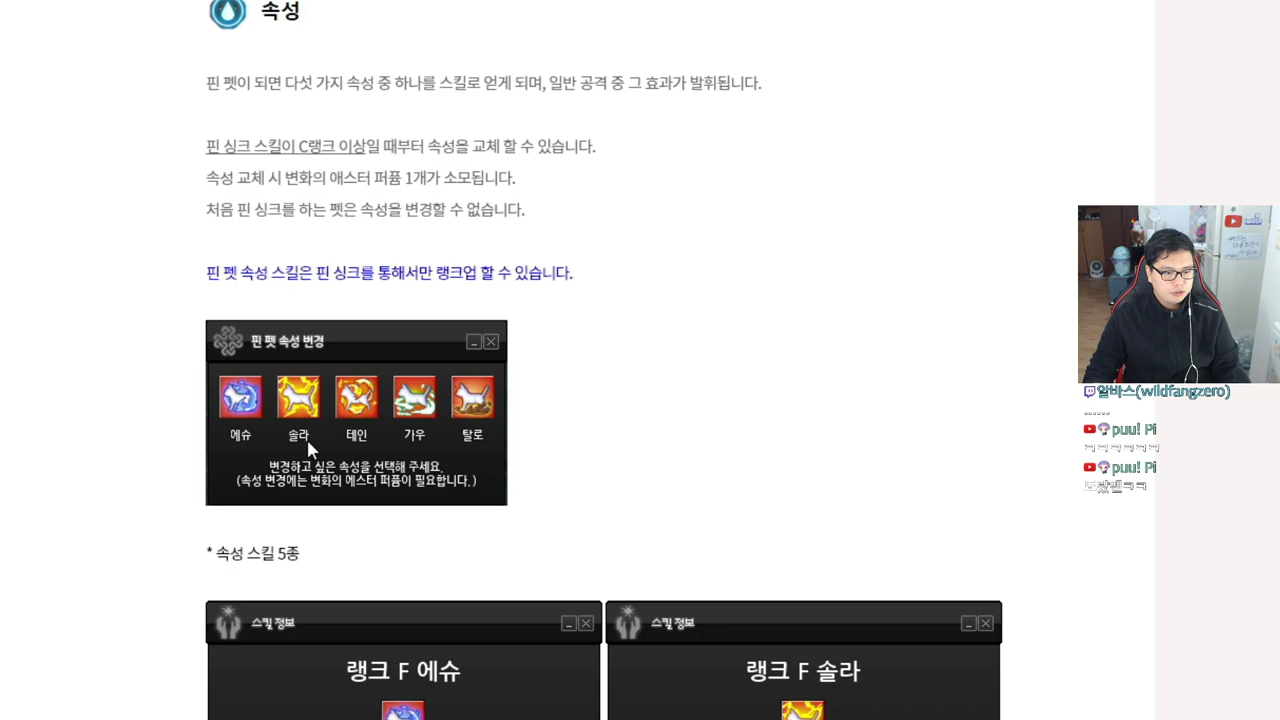 속성
핀 펫이 되면 다섯 가지 속성 중 하나를 스킬로 얻게 되며, 일반 공격 중 그 효과가 발휘됩니다.
핀 싱크 스킬이 C랭크 이상일 때부터 속성을 교체 할 수 있습니다.
속성 교체 시 변화의 애스터 퍼퓸 1개가 소모됩니다.
처음 핀 싱크를 하는 펫은 속성을 변경할 수 없습니다.
핀 펫 속성 스킬은 핀 싱크를 통해서만 랭크업 할 수 있습니다.
핀 펫 속성 변경
에슈 솔라 테인 기우 탈로
변경하고 싶은 속성을 선택해 주세요.
(속성 변경에는 변화의 애스터 퍼퓸이 필요합니다.)
* 속성 스킬 5종
스킬 정보
스킬 정보
랭크 F 에슈
랭크 F 솔라
알바스(wildfangzero)
......
puu! Pi
ㅋㅋㅋㅋㅋㅋ
puu! Pi